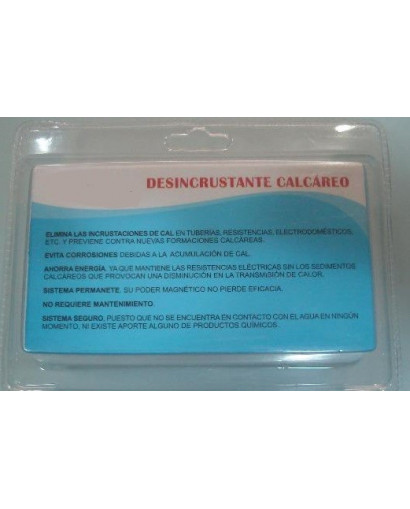 DESINCRUSTANTE CALCÁREO
ELIMINA LAS INCRUSTACIONES DE CAL EN TUBERÍAS, RESISTENCIAS, ELECTRODOMÉSTICOS,
ETC. Y PREVIENE CONTRA NUEVAS FORMACIONES CALCÁREAS.
EVITA CORROSIONES DEBIDAS A LA ACUMULACIÓN DE CAL.
AHORRA ENERGÍA, YA QUE MANTIENE LAS RESISTENCIAS ELÉCTRICAS SIN LOS SEDIMENTOS
CALCÁREOS QUE PROVOCAN UNA DISMINUCIÓN EN LA TRANSMISIÓN DE CALOR.
SISTEMA PERMANETE, SU PODER MAGNÉTICO NO PIERDE EFICACIA.
NO REQUIERE MANTENIMIENTO.
SISTEMA SEGURO, PUESTO QUE NO SE ENCUENTRA EN CONTACTO CON EL AGUA EN NINGÚN
MOMENTO, NI EXISTE APORTE ALGUNO DE PRODUCTOS QUÍMICOS.